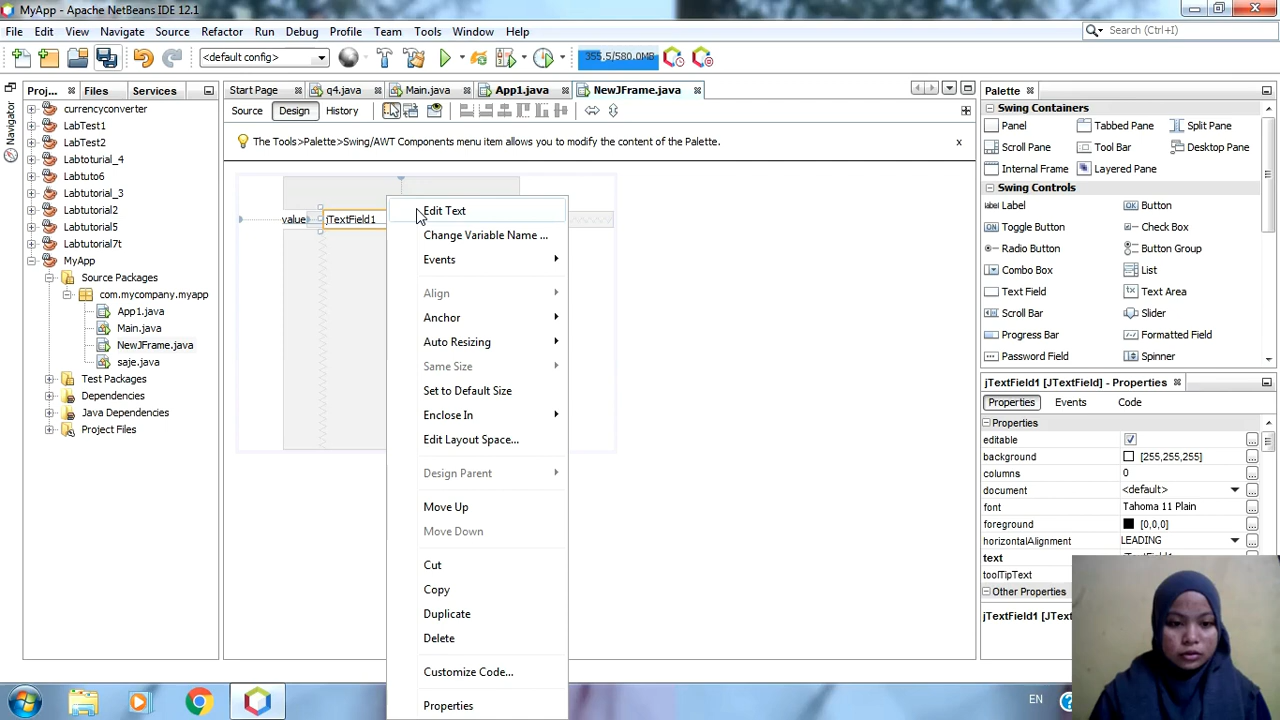 MyApp - Apache NetBeans IDE 12.1
File Edit View Navigate Source Refactor Run Debug Profile Team Tools Window Help
Search (Ctrl+I)
<default config>
355.5/580.0MB
Proj... Files Services
Start Page q4.java Main.java App1.java NewJFrame.java
Source Design History
The Tools>Palette>Swing/AWT Components menu item allows you to modify the content of the Palette.
x
Navigator
currencyconverter
LabTest1
LabTest2
Labtoturial_4
Labtuto6
Labtutorial_3
Labtutorial2
Labtutorial5
Labtutorial7t
MyApp
Source Packages
com.mycompany.myapp
App1.java
Main.java
NewJFrame.java
saje.java
Test Packages
Dependencies
Java Dependencies
Project Files
value
jTextField1
Edit Text
Change Variable Name ...
Events
Align
Anchor
Auto Resizing
Same Size
Set to Default Size
Enclose In
Edit Layout Space...
Design Parent
Move Up
Move Down
Cut
Copy
Duplicate
Delete
Customize Code...
Properties
Palette
Swing Containers
Panel Tabbed Pane Split Pane
Scroll Pane Tool Bar Desktop Pane
Internal Frame Layered Pane
Swing Controls
Label Button
Toggle Button Check Box
Radio Button Button Group
Combo Box List
Text Field Text Area
Scroll Bar Slider
Progress Bar Formatted Field
Password Field Spinner
jTextField1 [JTextField] - Properties
Properties Events Code
Properties
editable
background [255,255,255]
columns 0
document <default>
font Tahoma 11 Plain
foreground [0,0,0]
horizontalAlignment LEADING
text
toolTipText
Other Properties
jTextField1 [JTextFi
EN